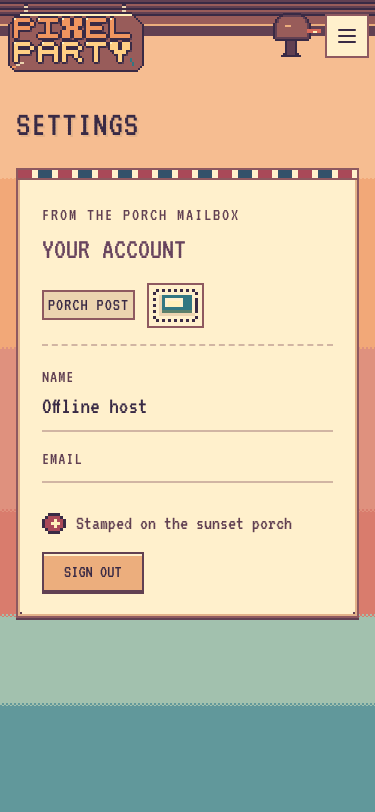 PIXEL
PARTY
SETTINGS
FROM THE PORCH MAILBOX
YOUR ACCOUNT
PORCH POST
NAME
Offline host
EMAIL
Stamped on the sunset porch
SIGN OUT